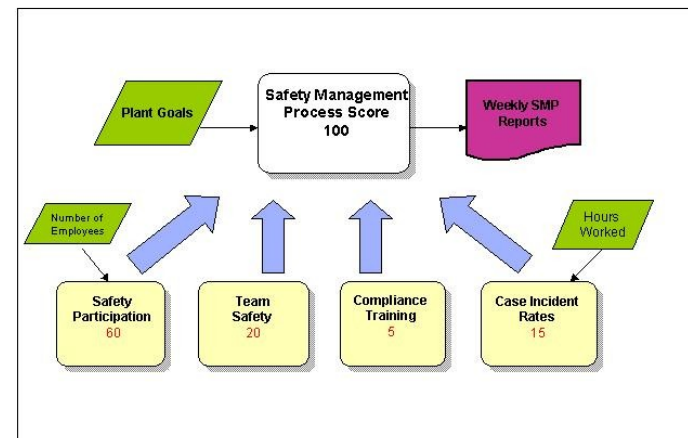 Plant Goals
Safety Management
Process Score
100
Weekly SMP
Reports
Number of
Employees
Hours
Worked
Safety
Participation
60
Team
Safety
20
Compliance
Training
5
Case Incident
Rates
15